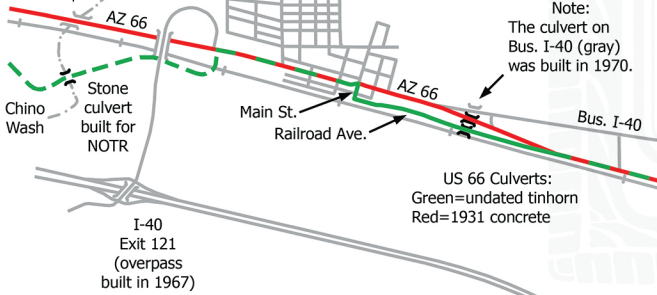 AZ 66
Note:
The culvert on
Bus. I-40 (gray)
was built in 1970.
Chino
Wash
Stone
culvert
built for
NOTR
Main St.
Railroad Ave.
AZ 66
Bus. I-40
US 66 Culverts:
Green=undated tinhorn
Red=1931 concrete
I-40
Exit 121
(overpass
built in 1967)